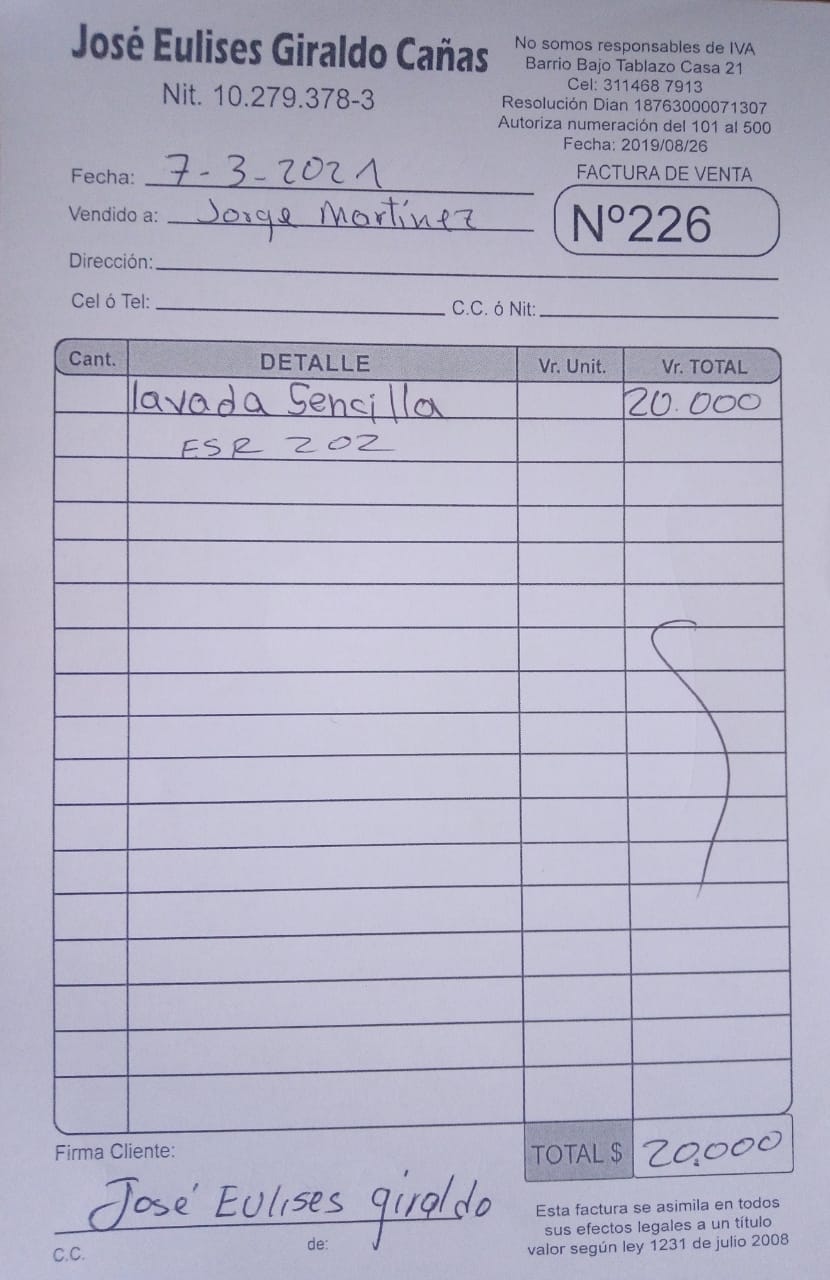 José Eulises Giraldo Cañas
Nit. 10.279.378-3
No somos responsables de IVA
Barrio Bajo Tablazo Casa 21
Cel: 311468 7913
Resolución Dian 18763000071307
Autoriza numeración del 101 al 500
Fecha: 2019/08/26
FACTURA DE VENTA
Nº226
Fecha: 7-3-2021
Vendido a: Jorge Martínez
Dirección:
Cel ó Tel: C.C. ó Nit:
Cant. DETALLE Vr. Unit. Vr. TOTAL
lavada Sencilla 20.000
ESR 202
TOTAL $ 20.000
Firma Cliente:
José Eulises giraldo
C.C. de:
Esta factura se asimila en todos
sus efectos legales a un título
valor según ley 1231 de julio 2008